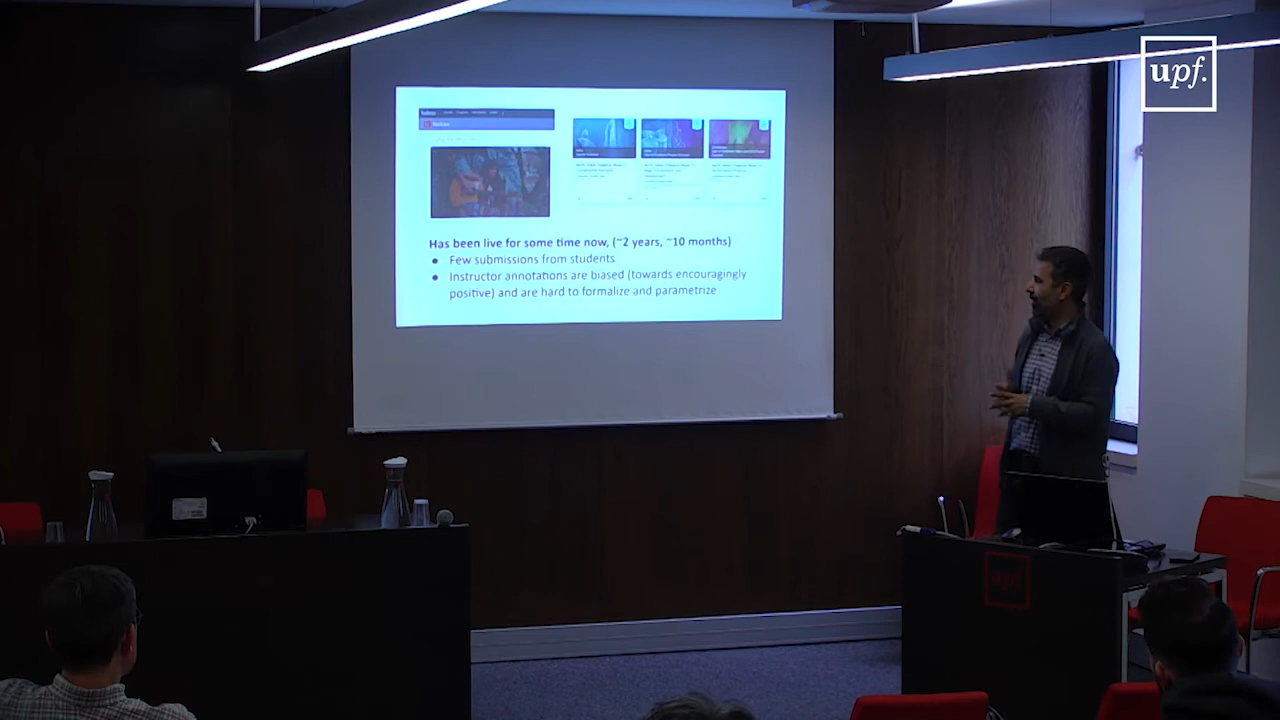 upf.
Has been live for some time now, (~2 years, ~10 months)
● Few submissions from students
● Instructor annotations are biased (towards encouragingly
positive) and are hard to formalize and parametrize
upf.